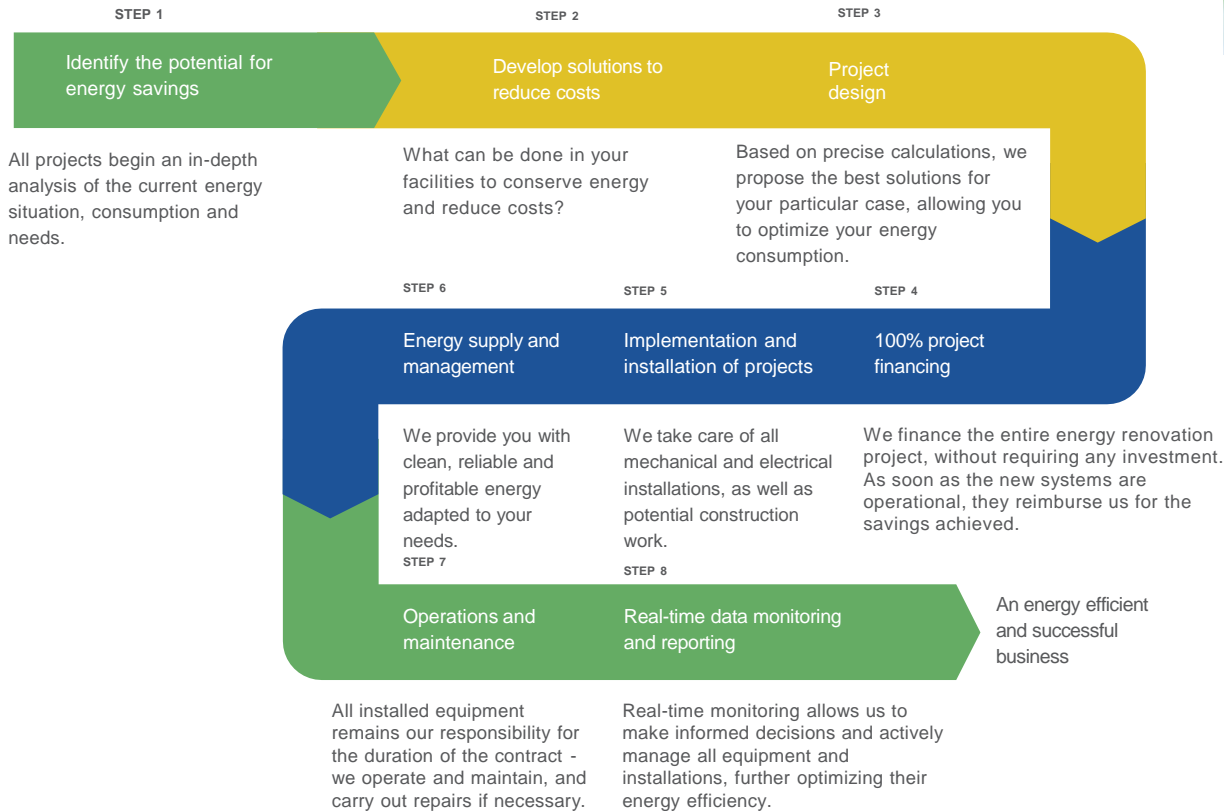 STEP 1
Identify the potential for
energy savings
All projects begin an in-depth
analysis of the current energy
situation, consumption and
needs.
STEP 2
Develop solutions to
reduce costs
What can be done in your
facilities to conserve energy
and reduce costs?
STEP 3
Project
design
Based on precise calculations, we
propose the best solutions for
your particular case, allowing you
to optimize your energy
consumption.
STEP 4
100% project
financing
We finance the entire energy renovation
project, without requiring any investment.
As soon as the new systems are
operational, they reimburse us for the
savings achieved.
STEP 5
Implementation and
installation of projects
We take care of all
mechanical and electrical
installations, as well as
potential construction
work.
STEP 6
Energy supply and
management
We provide you with
clean, reliable and
profitable energy
adapted to your
needs.
STEP 7
Operations and
maintenance
All installed equipment
remains our responsibility for
the duration of the contract -
we operate and maintain, and
carry out repairs if necessary.
STEP 8
Real-time data monitoring
and reporting
Real-time monitoring allows us to
make informed decisions and actively
manage all equipment and
installations, further optimizing their
energy efficiency.
An energy efficient
and successful
business